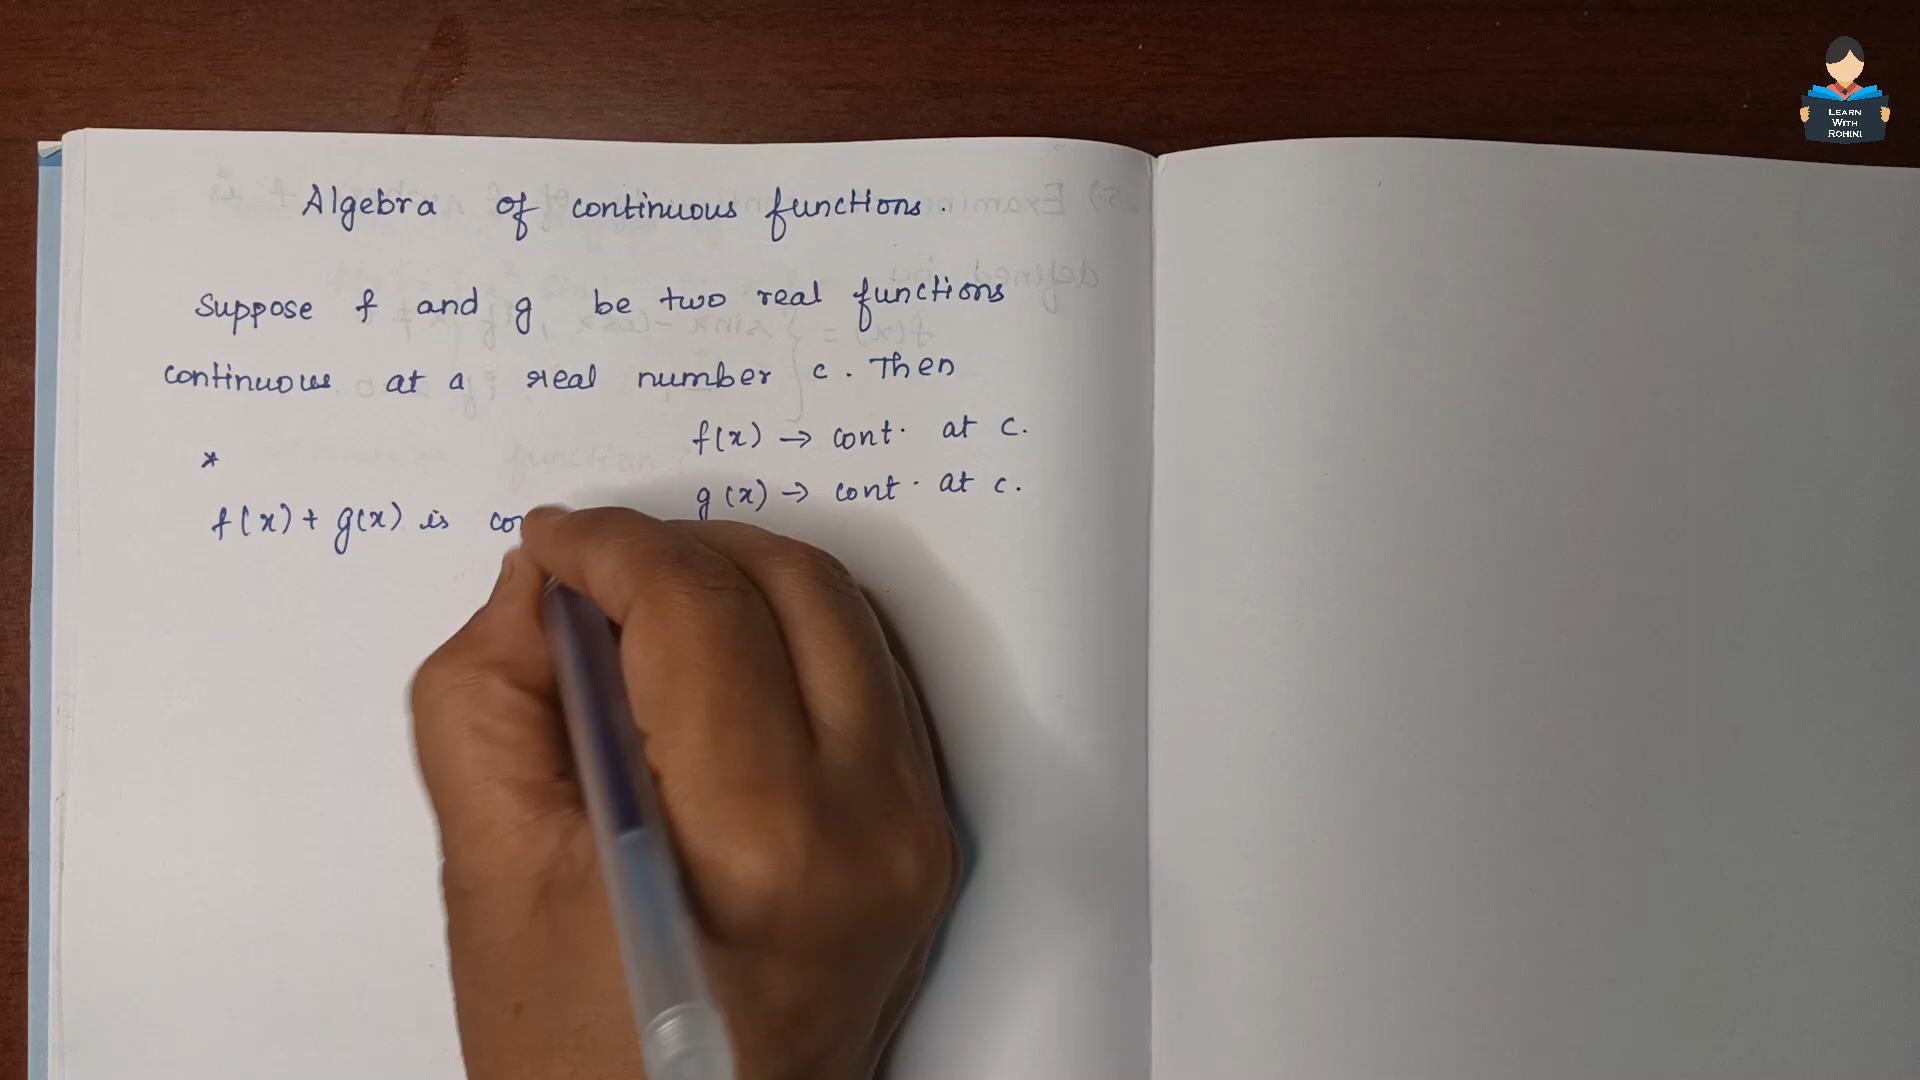 Algebra of continuous functions.
Suppose f and g be two real functions
continuous at a real number c. Then
f(x) → cont. at c.
*
g(x) → cont. at c.
f(x) + g(x) is con
LEARN
WITH
ROHINI